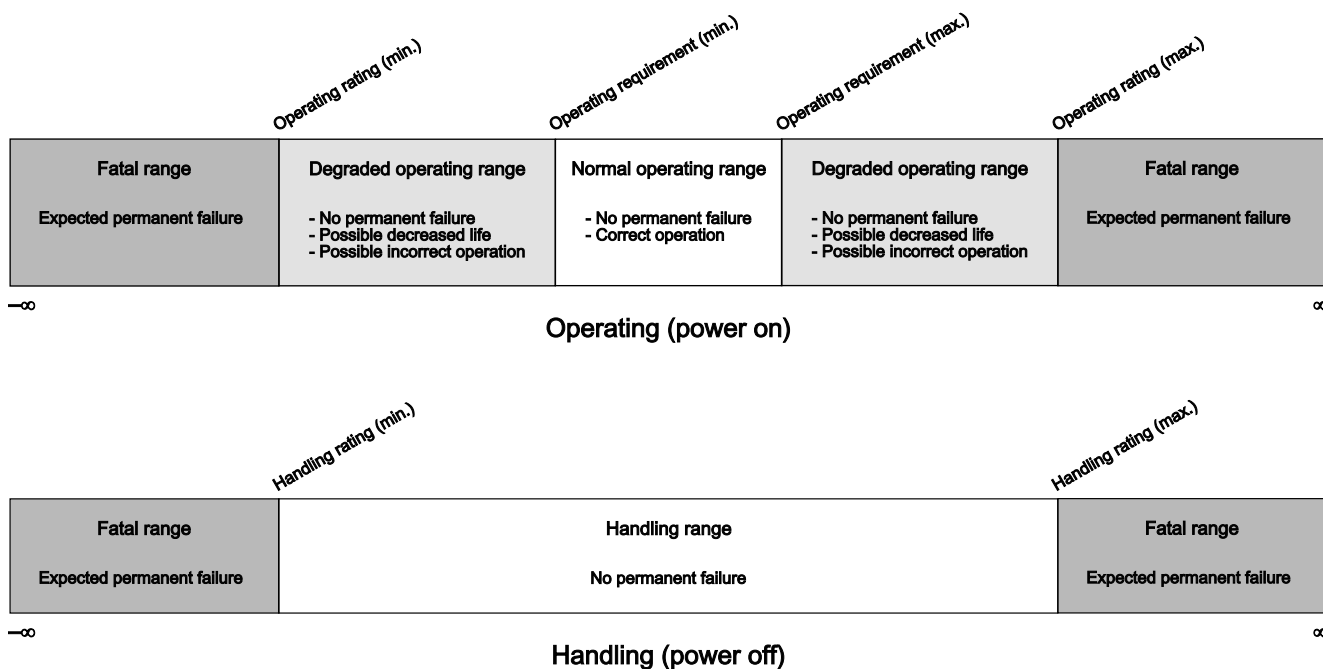 Operating rating (min.)
Operating requirement (min.)
Operating requirement (max.)
Operating rating (max.)
Fatal range
Expected permanent failure
Degraded operating range
- No permanent failure
- Possible decreased life
- Possible incorrect operation
Normal operating range
- No permanent failure
- Correct operation
Degraded operating range
- No permanent failure
- Possible decreased life
- Possible incorrect operation
Fatal range
Expected permanent failure
–∞
∞
Operating (power on)
Handling rating (min.)
Handling rating (max.)
Fatal range
Expected permanent failure
Handling range
No permanent failure
Fatal range
Expected permanent failure
–∞
∞
Handling (power off)